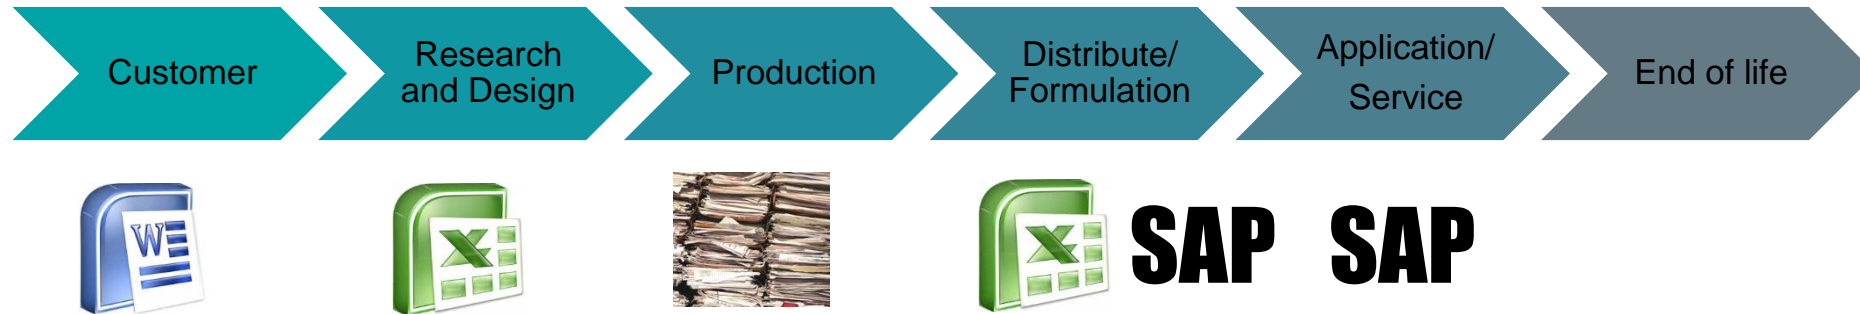 Customer
Research
and Design
Production
Distribute/
Formulation
Application/
Service
End of life
W
X
X
SAP
SAP